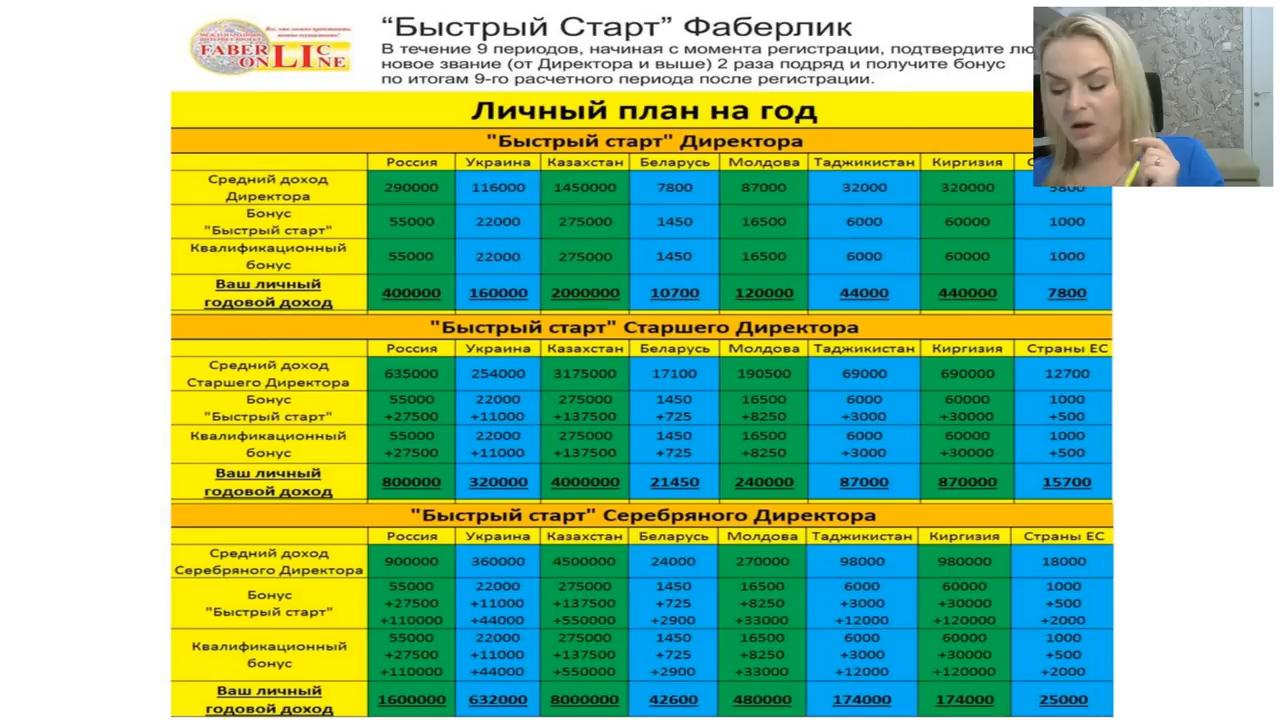 МЕЖДУНАРОДНЫЙ
ИНТЕРНЕТ-ПРОЕКТ
FABERLIC
ONLINE
Все, что можно представить,
можно осуществить!
“Быстрый Старт” Фаберлик
В течение 9 периодов, начиная с момента регистрации, подтвердите
новое звание (от Директора и выше) 2 раза подряд и получите бонус
по итогам 9-го расчетного периода после регистрации.
Личный план на год
"Быстрый старт" Директора
Россия Украина Казахстан Беларусь Молдова Таджикистан Киргизия
Средний доход
Директора
290000 116000 1450000 7800 87000 32000 320000 5800
Бонус
"Быстрый старт"
55000 22000 275000 1450 16500 6000 60000 1000
Квалификационный
бонус
55000 22000 275000 1450 16500 6000 60000 1000
Ваш личный
годовой доход
400000 160000 2000000 10700 120000 44000 440000 7800
"Быстрый старт" Старшего Директора
Россия Украина Казахстан Беларусь Молдова Таджикистан Киргизия Страны ЕС
Средний доход
Старшего Директора
635000 254000 3175000 17100 190500 69000 690000 12700
Бонус
"Быстрый старт"
55000 22000 275000 1450 16500 6000 60000 1000
+27500 +11000 +137500 +725 +8250 +3000 +30000 +500
Квалификационный
бонус
55000 22000 275000 1450 16500 6000 60000 1000
+27500 +11000 +137500 +725 +8250 +3000 +30000 +500
Ваш личный
годовой доход
800000 320000 4000000 21450 240000 87000 870000 15700
"Быстрый старт" Серебряного Директора
Россия Украина Казахстан Беларусь Молдова Таджикистан Киргизия Страны ЕС
Средний доход
Серебряного Директора
900000 360000 4500000 24000 270000 98000 980000 18000
Бонус
"Быстрый старт"
55000 22000 275000 1450 16500 6000 60000 1000
+27500 +11000 +137500 +725 +8250 +3000 +30000 +500
+110000 +44000 +550000 +2900 +33000 +12000 +120000 +2000
Квалификационный
бонус
55000 22000 275000 1450 16500 6000 60000 1000
+27500 +11000 +137500 +725 +8250 +3000 +30000 +500
+110000 +44000 +550000 +2900 +33000 +12000 +120000 +2000
Ваш личный
годовой доход
1600000 632000 8000000 42600 480000 174000 174000 25000